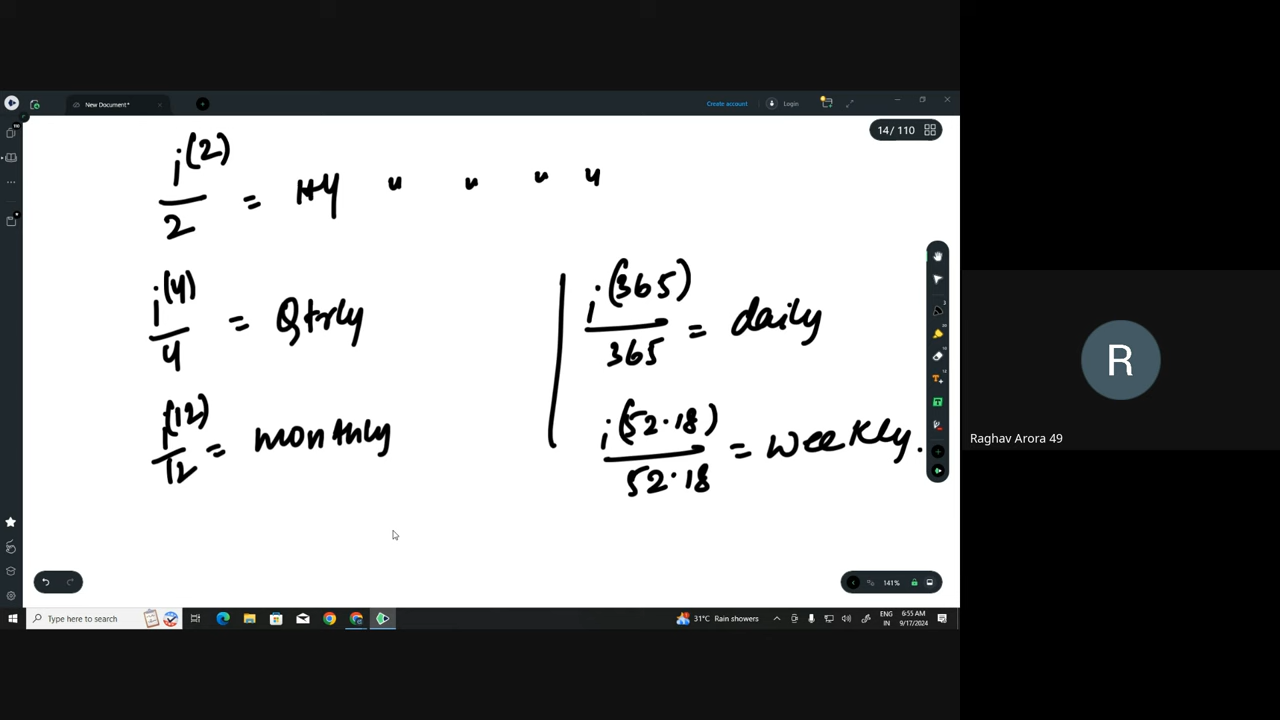 New Document*
Create account
Login
14/ 110
i^(2)/2 = HY " " " "
i^(4)/4 = Qtrly
i^(12)/12 = monthly
i^(365)/365 = daily
i^(52.18)/52.18 = weekly.
141%
Type here to search
31°C Rain showers
ENG
IN
6:55 AM
9/17/2024
R
Raghav Arora 49